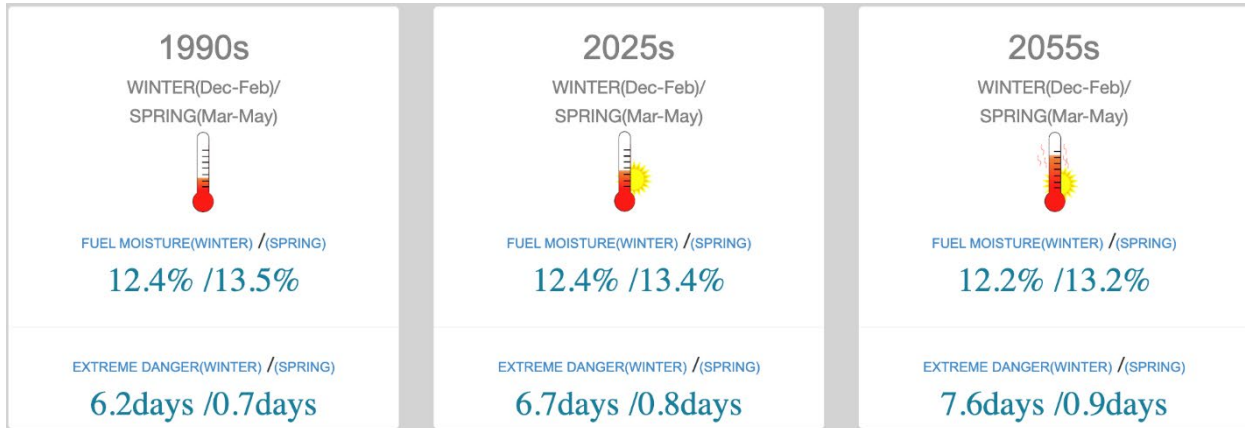 1990s
WINTER(Dec-Feb)/
SPRING(Mar-May)
FUEL MOISTURE(WINTER) /(SPRING)
12.4% /13.5%
EXTREME DANGER(WINTER) /(SPRING)
6.2days /0.7days
2025s
WINTER(Dec-Feb)/
SPRING(Mar-May)
FUEL MOISTURE(WINTER) /(SPRING)
12.4% /13.4%
EXTREME DANGER(WINTER) /(SPRING)
6.7days /0.8days
2055s
WINTER(Dec-Feb)/
SPRING(Mar-May)
FUEL MOISTURE(WINTER) /(SPRING)
12.2% /13.2%
EXTREME DANGER(WINTER) /(SPRING)
7.6days /0.9days